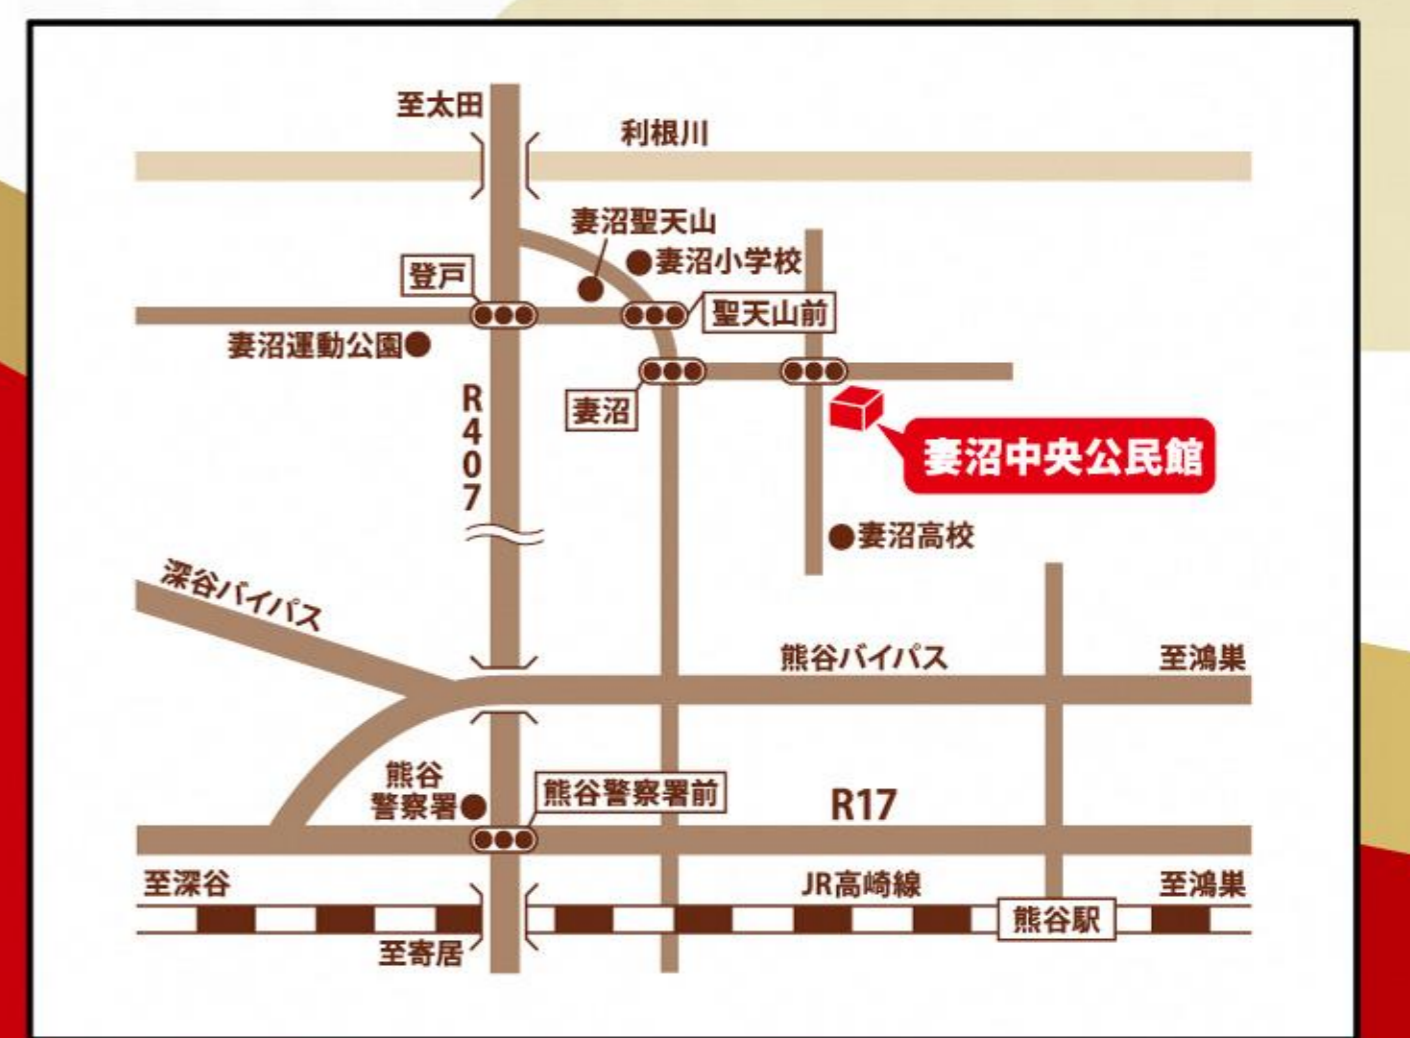 至太田
利根川
妻沼聖天山
妻沼小学校
登戸
聖天山前
妻沼運動公園
R407
妻沼
妻沼中央公民館
妻沼高校
深谷バイパス
熊谷バイパス
至鴻巣
熊谷
警察署
熊谷警察署前
R17
至深谷
JR高崎線
至鴻巣
熊谷駅
至寄居